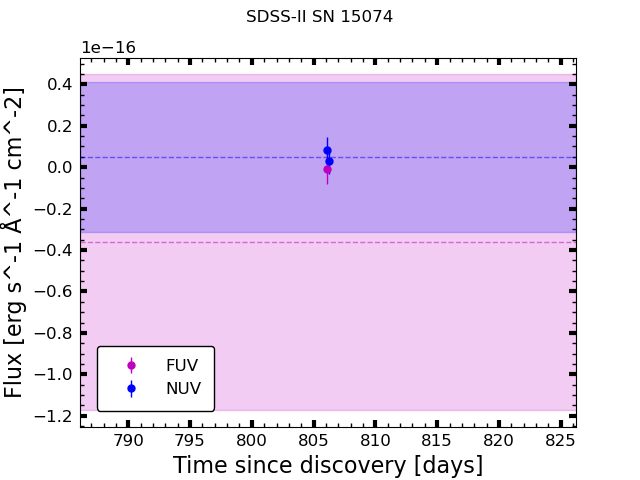 SDSS-II SN 15074
1e−16
0.4
0.2
0.0
−0.2
−0.4
−0.6
−0.8
−1.0
−1.2
Flux [erg s^-1 Å^-1 cm^-2]
FUV
NUV
790 795 800 805 810 815 820 825
Time since discovery [days]